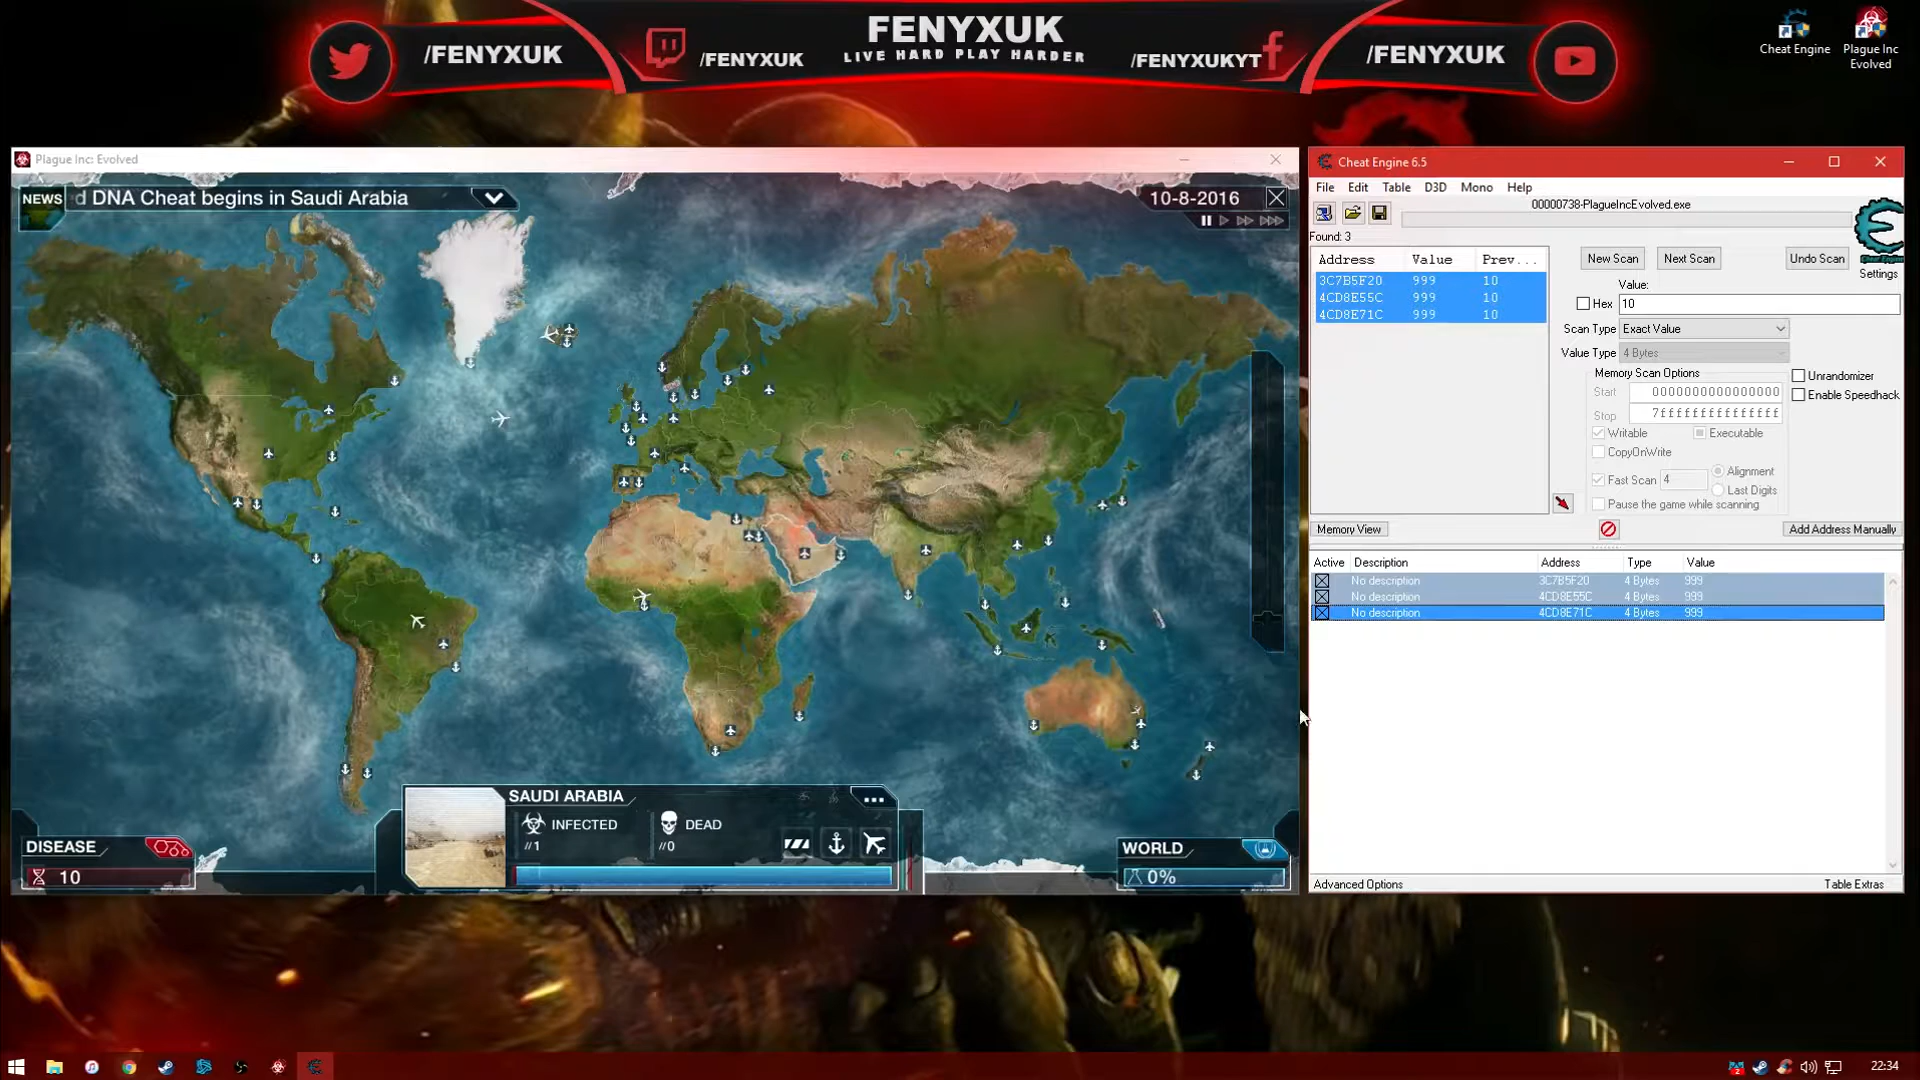 /FENYXUK
/FENYXUK
FENYXUK
LIVE HARD PLAY HARDER
/FENYXUKYT
/FENYXUK
Cheat Engine
Plague Inc
Evolved
Plague Inc: Evolved
NEWS
d DNA Cheat begins in Saudi Arabia
10-8-2016
SAUDI ARABIA
INFECTED
//1
DEAD
//0
DISEASE
10
WORLD
0%
Cheat Engine 6.5
File Edit Table D3D Mono Help
00000738-PlagueIncEvolved.exe
Found: 3
Address Value Prev...
3C7B5F20 999 10
4CD8E55C 999 10
4CD8E71C 999 10
New Scan Next Scan Undo Scan
Settings
Value:
Hex 10
Scan Type Exact Value
Value Type 4 Bytes
Memory Scan Options
Start 0000000000000000
Stop 7fffffffffffffff
Writable Executable
CopyOnWrite
Fast Scan 4 Alignment
Last Digits
Pause the game while scanning
Unrandomizer
Enable Speedhack
Memory View Add Address Manually
Active Description Address Type Value
No description 3C7B5F20 4 Bytes 999
No description 4CD8E55C 4 Bytes 999
No description 4CD8E71C 4 Bytes 999
Advanced Options Table Extras
22:34